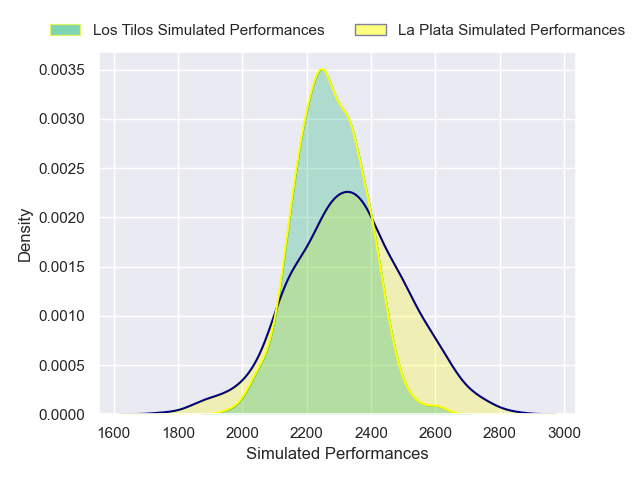 Los Tilos Simulated Performances La Plata Simulated Performances
0.0035
0.0030
0.0025
0.0020
0.0015
0.0010
0.0005
0.0000
Density
1600 1800 2000 2200 2400 2600 2800 3000
Simulated Performances